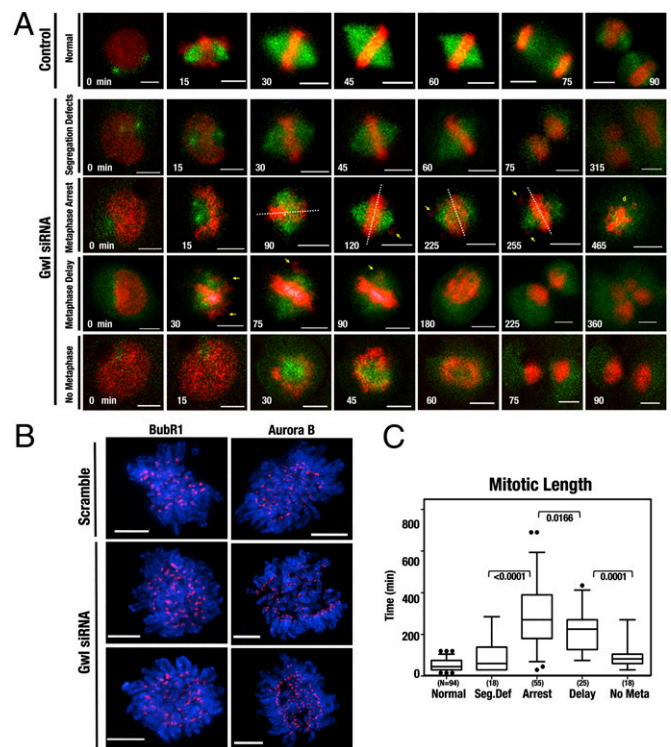 A
Control
Normal
0 min
15
30
45
60
75
90
Gwl siRNA
Segregation Defects
0 min
15
30
45
60
75
315
Metaphase Arrest
0 min
15
90
120
225
255
465
Metaphase Delay
0 min
30
75
90
180
225
360
No Metaphase
0 min
15
30
45
60
75
90
B
BubR1 Aurora B
Scramble
Gwl siRNA
C
Mitotic Length
Time (min)
800
600
400
200
0
0.0166
<0.0001
0.0001
(N=94) (18) (55) (25) (18)
Normal Seg.Def Arrest Delay No Meta